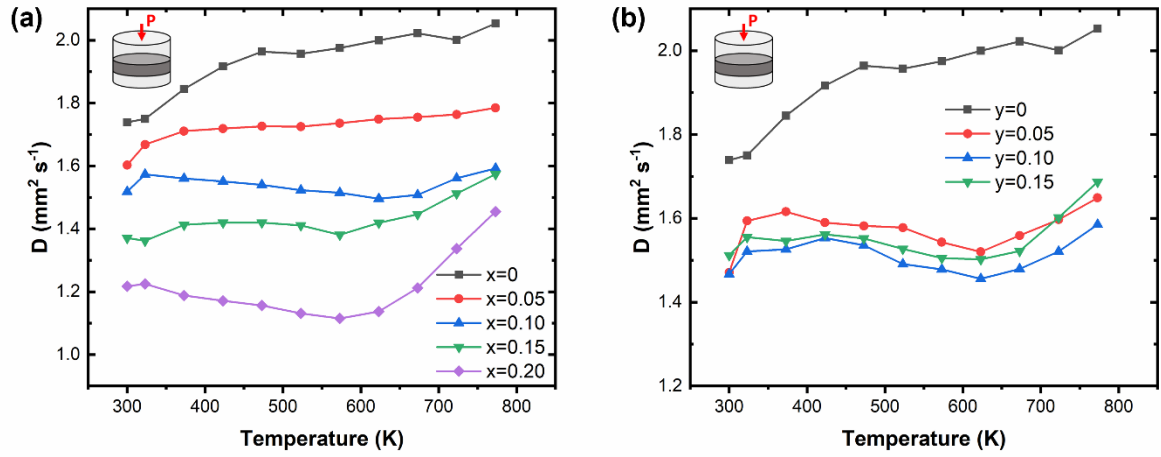 (a)
P
D (mm² s⁻¹)
2.0
1.8
1.6
1.4
1.2
1.0
x=0
x=0.05
x=0.10
x=0.15
x=0.20
300 400 500 600 700 800
Temperature (K)
(b)
P
D (mm² s⁻¹)
2.0
1.8
1.6
1.4
1.2
y=0
y=0.05
y=0.10
y=0.15
300 400 500 600 700 800
Temperature (K)